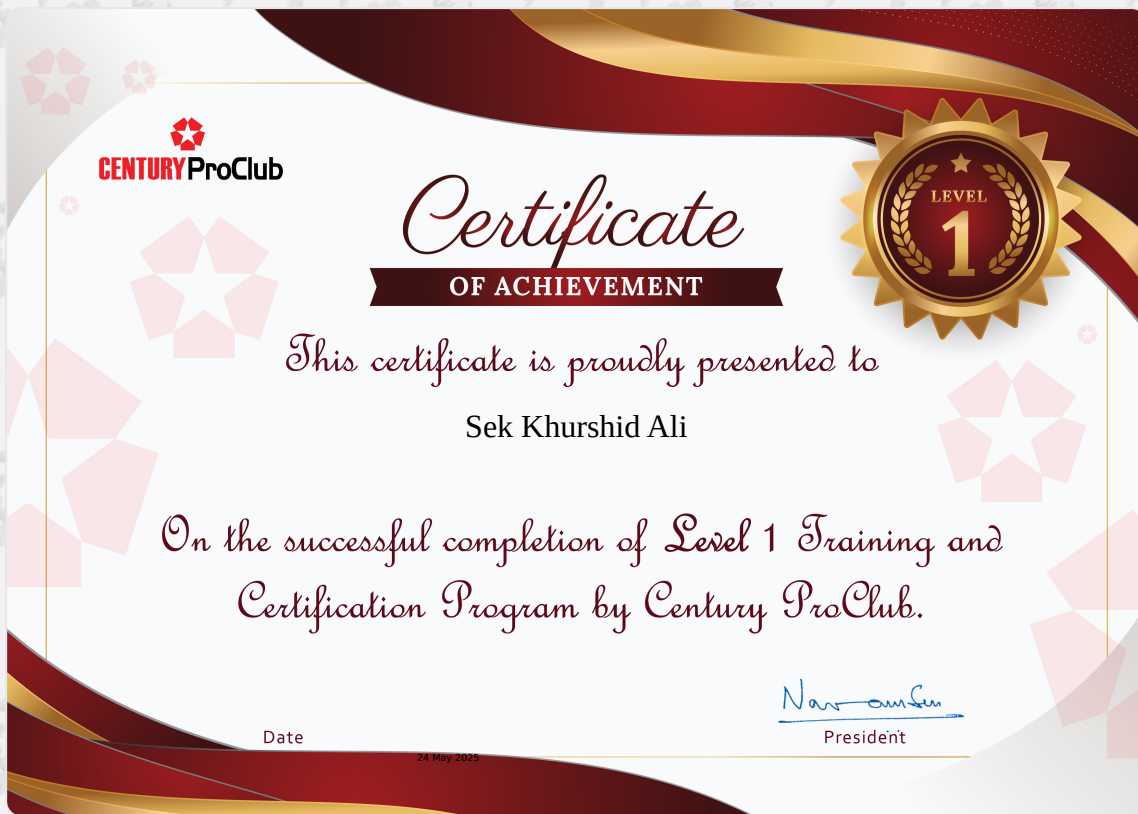 CENTURY ProClub
LEVEL
1
Certificate
OF ACHIEVEMENT
This certificate is proudly presented to
Sek Khurshid Ali
On the successful completion of Level 1 Training and
Certification Program by Century ProClub.
Date
President
24 May 2025